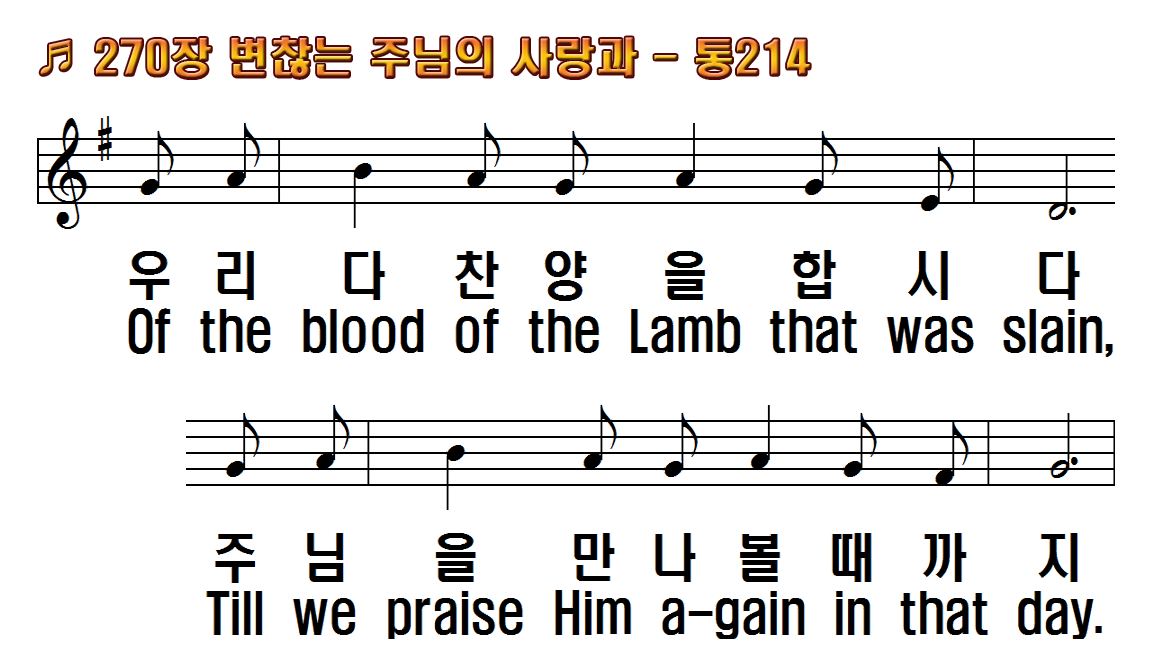 270장 변찮는 주님의 사랑과 - 통214
우 리 다 찬 양 을 합 시 다
Of the blood of the Lamb that was slain,
주 님 을 만 나 볼 때 까 지
Till we praise Him a-gain in that day.